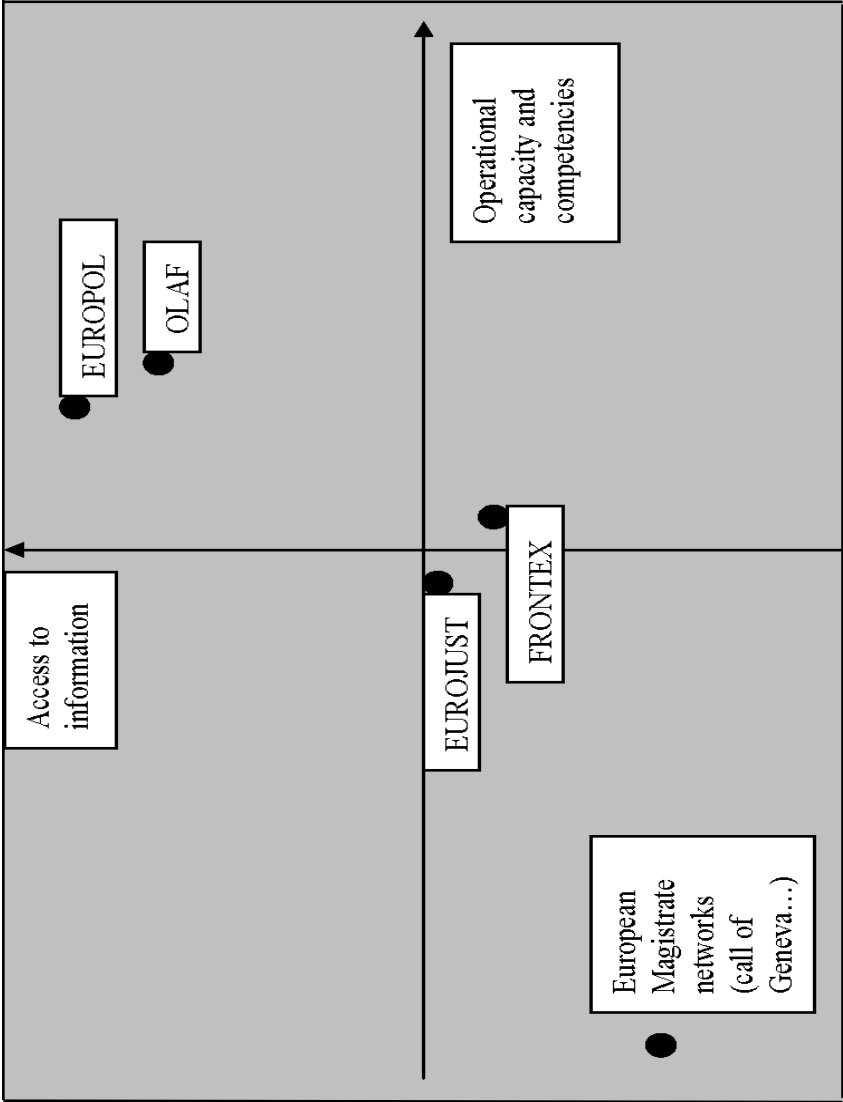 Access to
information
EUROPOL
OLAF
EUROJUST
Operational
capacity and
competencies
FRONTEX
European
Magistrate
networks
(call of
Geneva…)